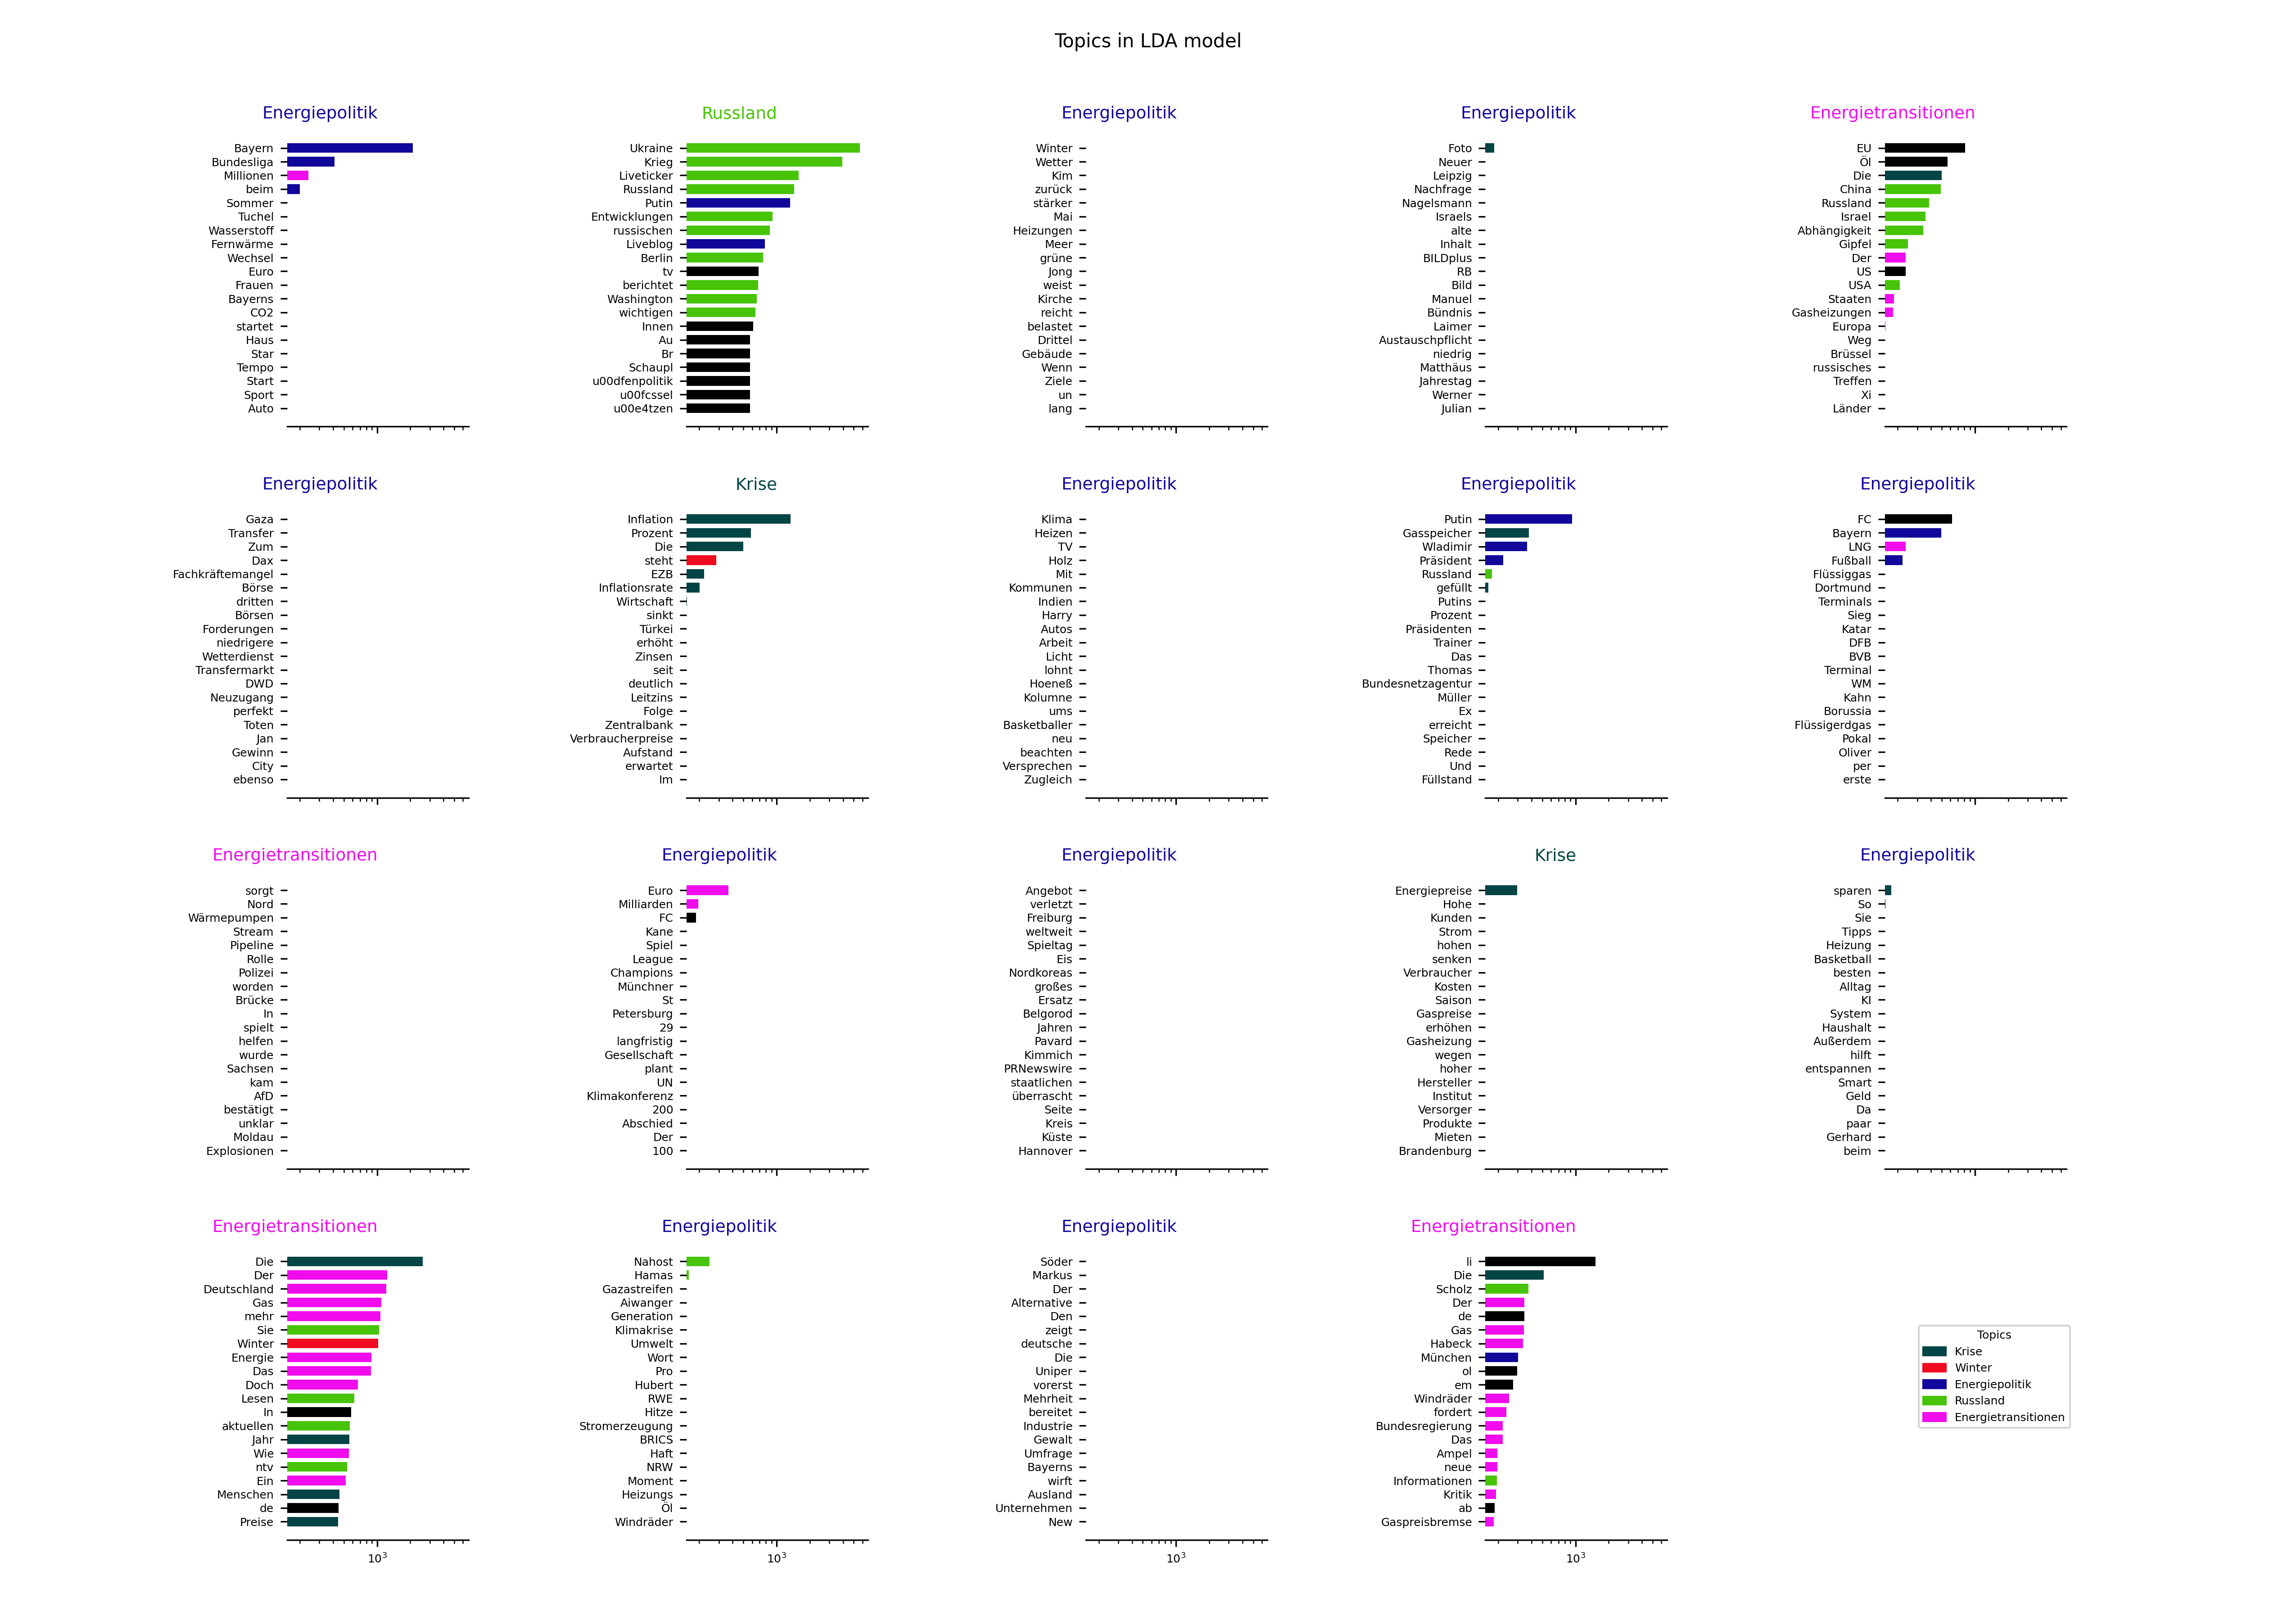 Topics in LDA model
Energiepolitik
Bayern
Bundesliga
Millionen
beim
Sommer
Tuchel
Wasserstoff
Fernwärme
Wechsel
Euro
Frauen
Bayerns
CO2
startet
Haus
Star
Tempo
Start
Sport
Auto
Russland
Ukraine
Krieg
Liveticker
Russland
Putin
Entwicklungen
russischen
Liveblog
Berlin
tv
berichtet
Washington
wichtigen
Innen
Au
Br
Schaupl
u00dfenpolitik
u00fcssel
u00e4tzen
Energiepolitik
Winter
Wetter
Kim
zurück
stärker
Mai
Heizungen
Meer
grüne
Jong
weist
Kirche
reicht
belastet
Drittel
Gebäude
Wenn
Ziele
un
lang
Energiepolitik
Foto
Neuer
Leipzig
Nachfrage
Nagelsmann
Israels
alte
Inhalt
BILDplus
RB
Bild
Manuel
Bündnis
Laimer
Austauschpflicht
niedrig
Matthäus
Jahrestag
Werner
Julian
Energietransitionen
EU
Öl
Die
China
Russland
Israel
Abhängigkeit
Gipfel
Der
US
USA
Staaten
Gasheizungen
Europa
Weg
Brüssel
russisches
Treffen
Xi
Länder
Energiepolitik
Gaza
Transfer
Zum
Dax
Fachkräftemangel
Börse
dritten
Börsen
Forderungen
niedrigere
Wetterdienst
Transfermarkt
DWD
Neuzugang
perfekt
Toten
Jan
Gewinn
City
ebenso
Krise
Inflation
Prozent
Die
steht
EZB
Inflationsrate
Wirtschaft
sinkt
Türkei
erhöht
Zinsen
seit
deutlich
Leitzins
Folge
Zentralbank
Verbraucherpreise
Aufstand
erwartet
Im
Energiepolitik
Klima
Heizen
TV
Holz
Mit
Kommunen
Indien
Harry
Autos
Arbeit
Licht
lohnt
Hoeneß
Kolumne
ums
Basketballer
neu
beachten
Versprechen
Zugleich
Energiepolitik
Putin
Gasspeicher
Wladimir
Präsident
Russland
gefüllt
Putins
Prozent
Präsidenten
Trainer
Das
Thomas
Bundesnetzagentur
Müller
Ex
erreicht
Speicher
Rede
Und
Füllstand
Energiepolitik
FC
Bayern
LNG
Fußball
Flüssiggas
Dortmund
Terminals
Sieg
Katar
DFB
BVB
Terminal
WM
Kahn
Borussia
Flüssigerdgas
Pokal
Oliver
per
erste
Energietransitionen
sorgt
Nord
Wärmepumpen
Stream
Pipeline
Rolle
Polizei
worden
Brücke
In
spielt
helfen
wurde
Sachsen
kam
AfD
bestätigt
unklar
Moldau
Explosionen
Energiepolitik
Euro
Milliarden
FC
Kane
Spiel
League
Champions
Münchner
St
Petersburg
29
langfristig
Gesellschaft
plant
UN
Klimakonferenz
200
Abschied
Der
100
Energiepolitik
Angebot
verletzt
Freiburg
weltweit
Spieltag
Eis
Nordkoreas
großes
Ersatz
Belgorod
Jahren
Pavard
Kimmich
PRNewswire
staatlichen
überrascht
Seite
Kreis
Küste
Hannover
Krise
Energiepreise
Hohe
Kunden
Strom
hohen
senken
Verbraucher
Kosten
Saison
Gaspreise
erhöhen
Gasheizung
wegen
hoher
Hersteller
Institut
Versorger
Produkte
Mieten
Brandenburg
Energiepolitik
sparen
So
Sie
Tipps
Heizung
Basketball
besten
Alltag
KI
System
Haushalt
Außerdem
hilft
entspannen
Smart
Geld
Da
paar
Gerhard
beim
Energietransitionen
Die
Der
Deutschland
Gas
mehr
Sie
Winter
Energie
Das
Doch
Lesen
In
aktuellen
Jahr
Wie
ntv
Ein
Menschen
de
Preise
10³
Energiepolitik
Nahost
Hamas
Gazastreifen
Aiwanger
Generation
Klimakrise
Umwelt
Wort
Pro
Hubert
RWE
Hitze
Stromerzeugung
BRICS
Haft
NRW
Moment
Heizungs
Öl
Windräder
10³
Energiepolitik
Söder
Markus
Der
Alternative
Den
zeigt
deutsche
Die
Uniper
vorerst
Mehrheit
bereitet
Industrie
Gewalt
Umfrage
Bayerns
wirft
Ausland
Unternehmen
New
10³
Energietransitionen
li
Die
Scholz
Der
de
Gas
Habeck
München
ol
em
Windräder
fordert
Bundesregierung
Das
Ampel
neue
Informationen
Kritik
ab
Gaspreisbremse
10³
Topics
Krise
Winter
Energiepolitik
Russland
Energietransitionen